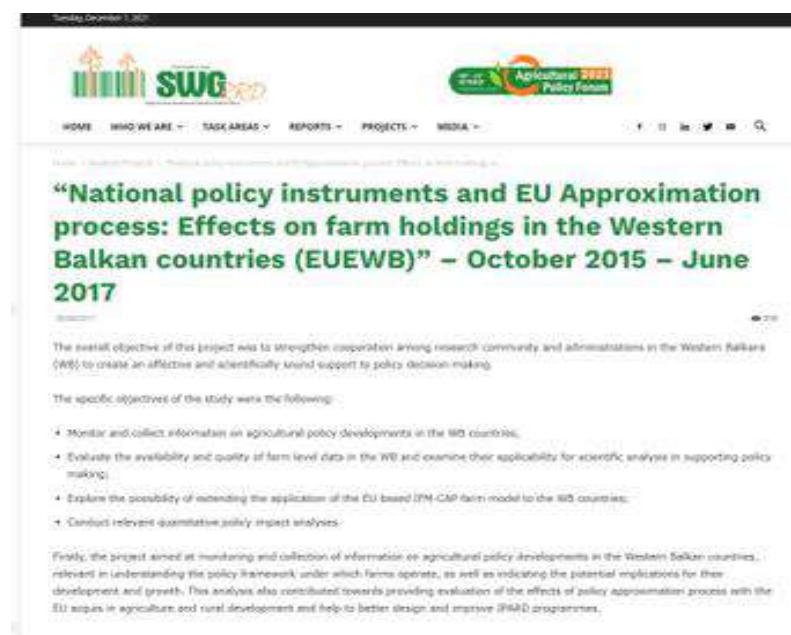 Tuesday, December 7, 2021
SWG RRD
Agricultural 2021
Policy Forum
HOME WHO WE ARE TASK AREAS REPORTS PROJECTS MEDIA
“National policy instruments and EU Approximation
process: Effects on farm holdings in the Western
Balkan countries (EUEWB)” – October 2015 – June
2017
The overall objective of this project was to strengthen cooperation among research community and administrations in the Western Balkans
(WB) to create an effective and scientifically sound support to policy decision making.
The specific objectives of the study were the following:
• Monitor and collect information on agricultural policy developments in the WB countries;
• Evaluate the availability and quality of farm level data in the WB and examine their applicability for scientific analysis in supporting policy
making;
• Explore the possibility of extending the application of the EU based IFM-CAP farm model to the WB countries;
• Conduct relevant quantitative policy impact analyses.
Firstly, the project aimed at monitoring and collection of information on agricultural policy developments in the Western Balkan countries,
relevant in understanding the policy framework under which farms operate, as well as indicating the potential implications for their
development and growth. This analysis also contributed towards providing evaluation of the effects of policy approximation process with the
EU acquis in agriculture and rural development and help to better design and improve IPARD programmes.